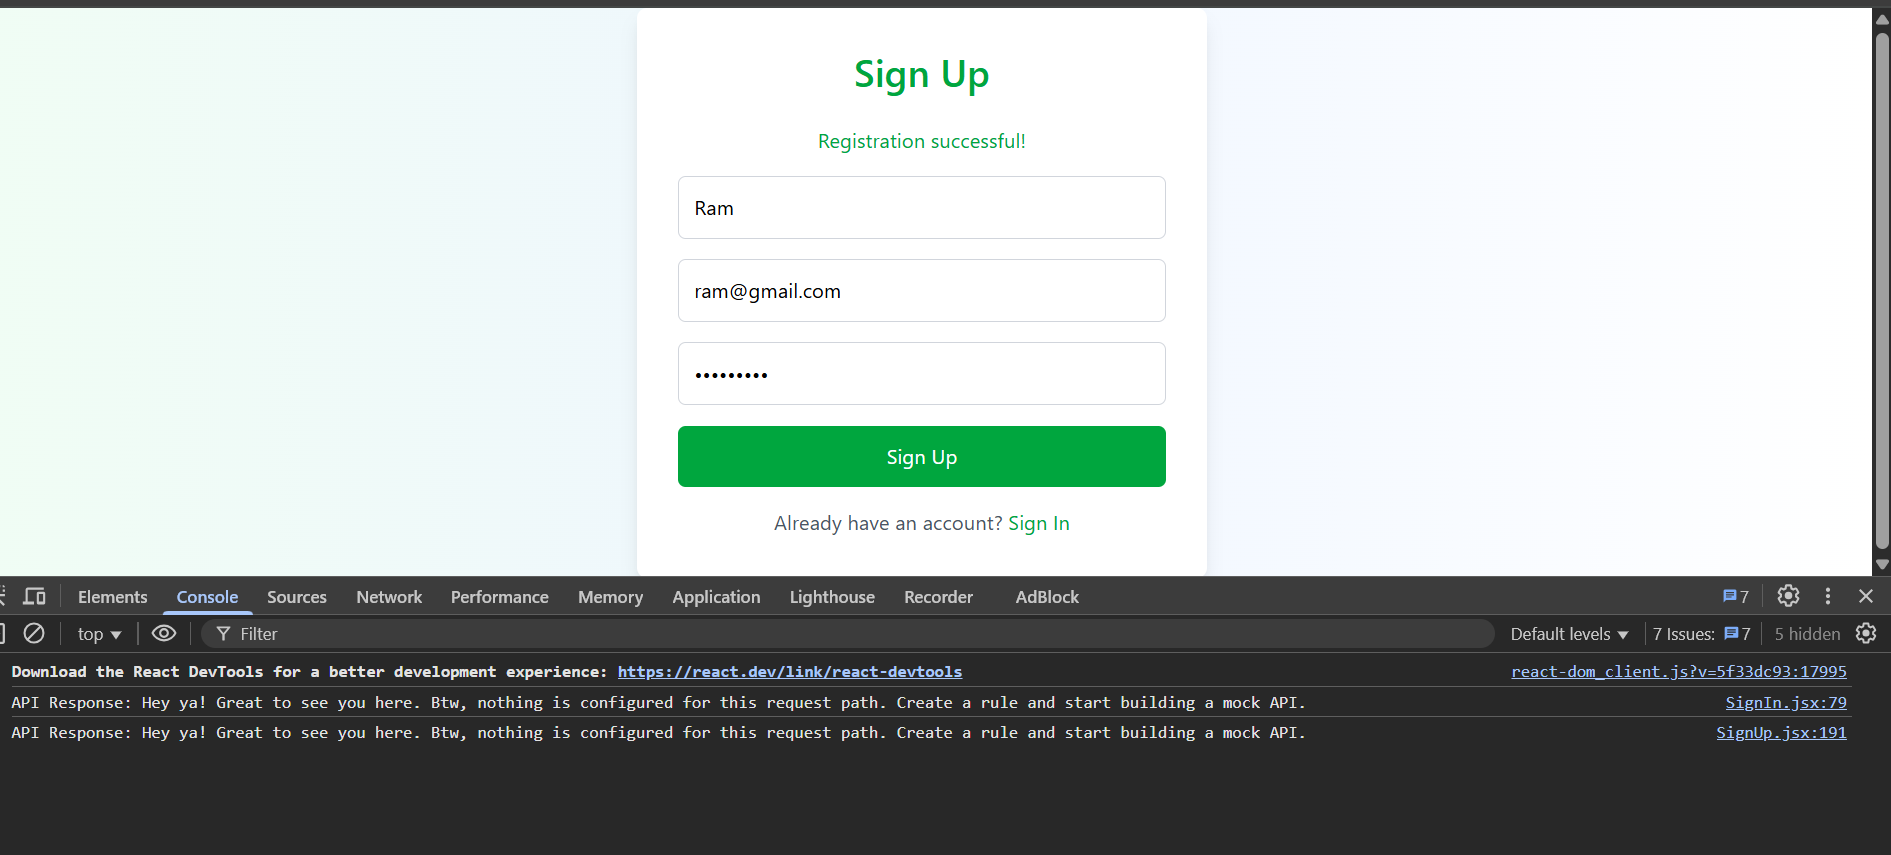 Sign Up
Registration successful!
Ram
ram@gmail.com
•••••••••
Sign Up
Already have an account? Sign In
Elements Console Sources Network Performance Memory Application Lighthouse Recorder AdBlock 7
top Filter Default levels 7 Issues: 7 5 hidden
Download the React DevTools for a better development experience: https://react.dev/link/react-devtools react-dom_client.js?v=5f33dc93:17995
API Response: Hey ya! Great to see you here. Btw, nothing is configured for this request path. Create a rule and start building a mock API. SignIn.jsx:79
API Response: Hey ya! Great to see you here. Btw, nothing is configured for this request path. Create a rule and start building a mock API. SignUp.jsx:191